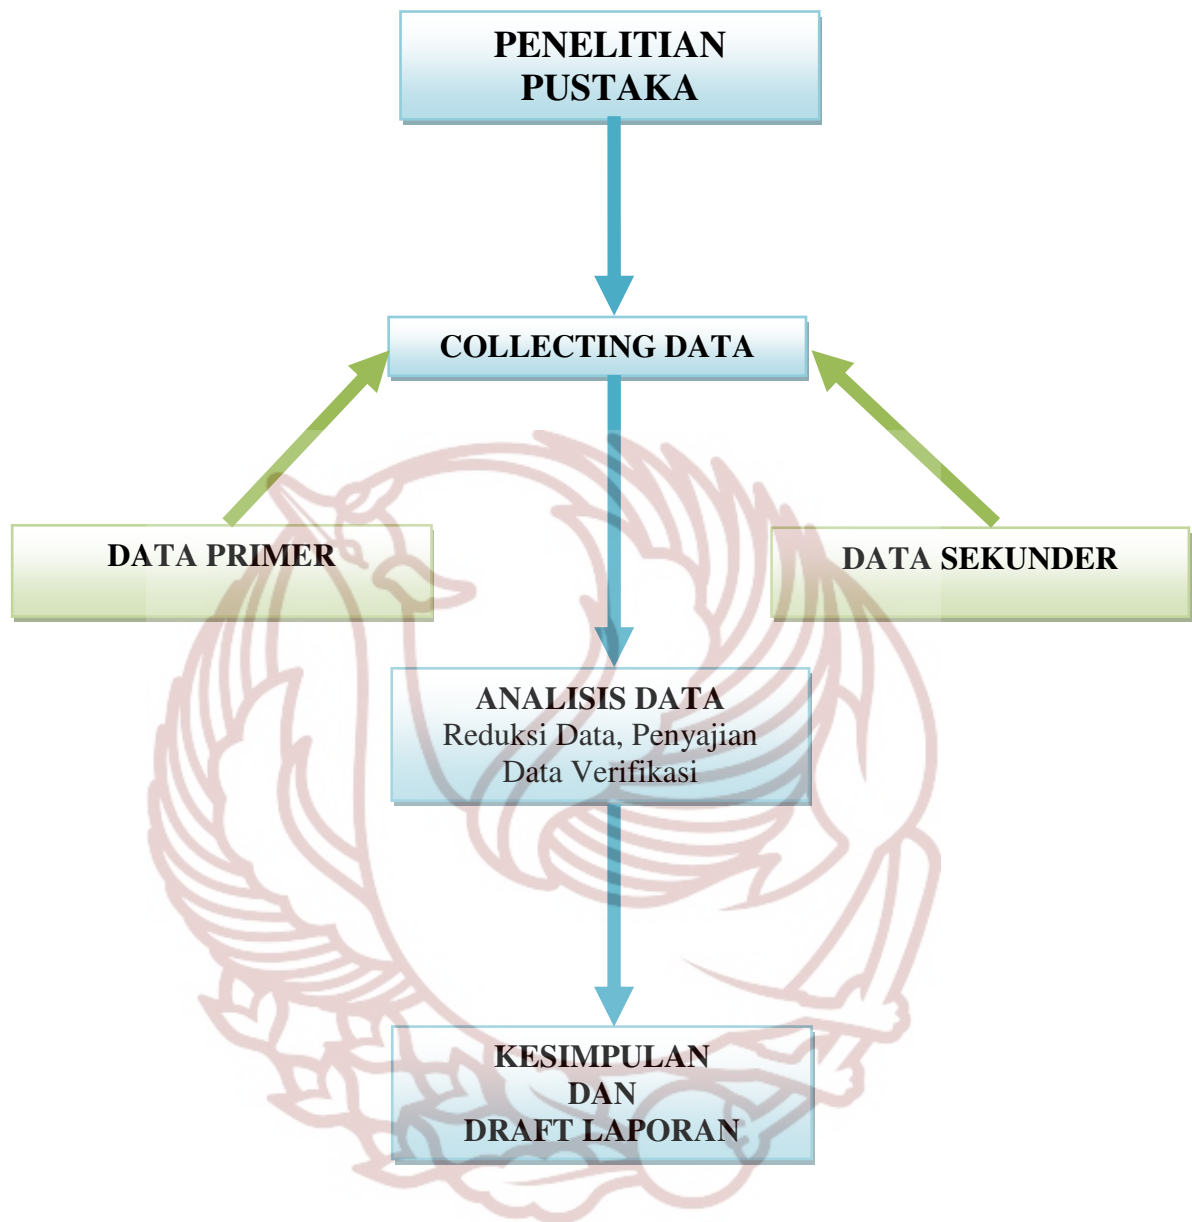 PENELITIAN
PUSTAKA
COLLECTING DATA
DATA PRIMER
DATA SEKUNDER
ANALISIS DATA
Reduksi Data, Penyajian
Data Verifikasi
KESIMPULAN
DAN
DRAFT LAPORAN